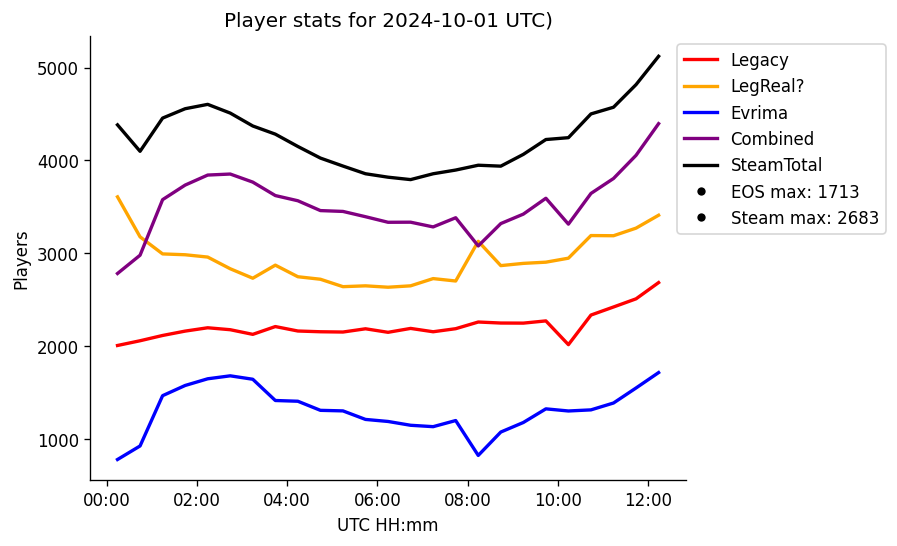 Player stats for 2024-10-01 UTC)
Legacy
LegReal?
Evrima
Combined
SteamTotal
EOS max: 1713
Steam max: 2683
Players
5000
4000
3000
2000
1000
00:00 02:00 04:00 06:00 08:00 10:00 12:00
UTC HH:mm